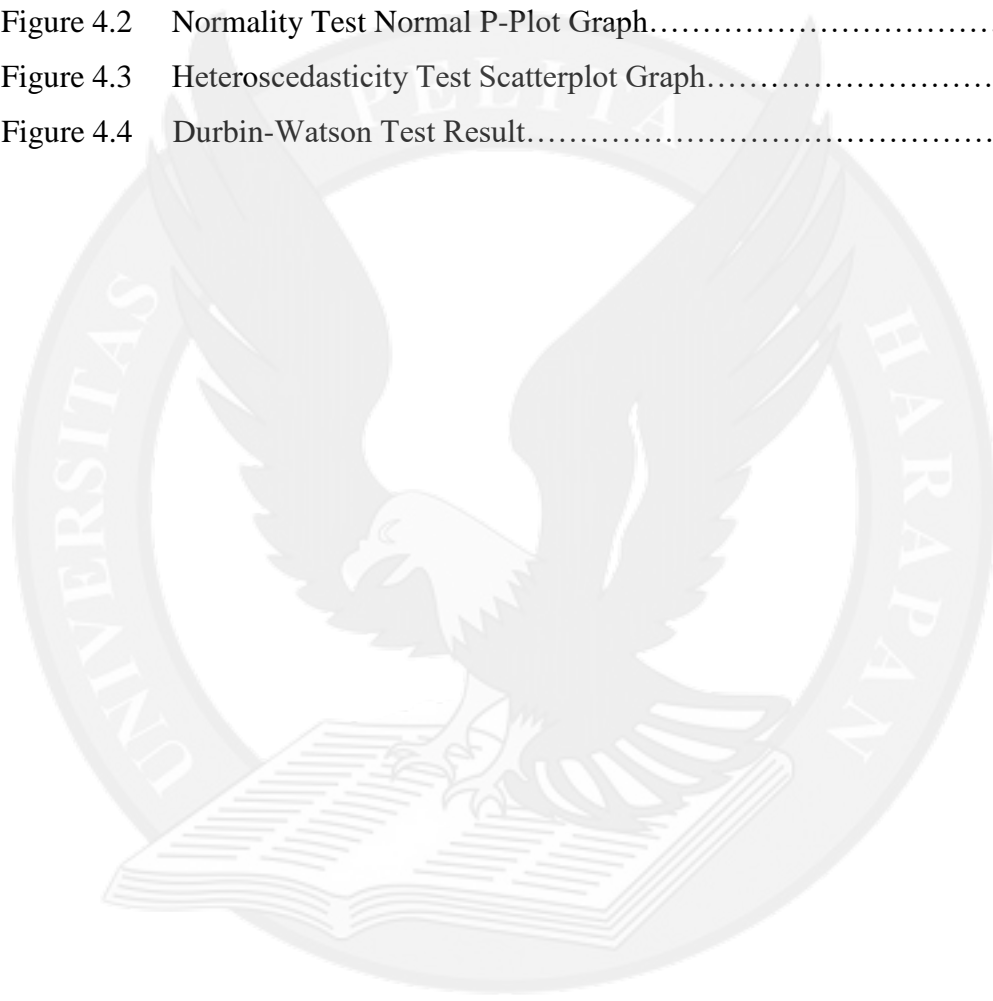 Figure 4.2 Normality Test Normal P-Plot Graph……………………………
Figure 4.3 Heteroscedasticity Test Scatterplot Graph………………………
Figure 4.4 Durbin-Watson Test Result………………………………………
UNIVERSITAS PELITA HARAPAN